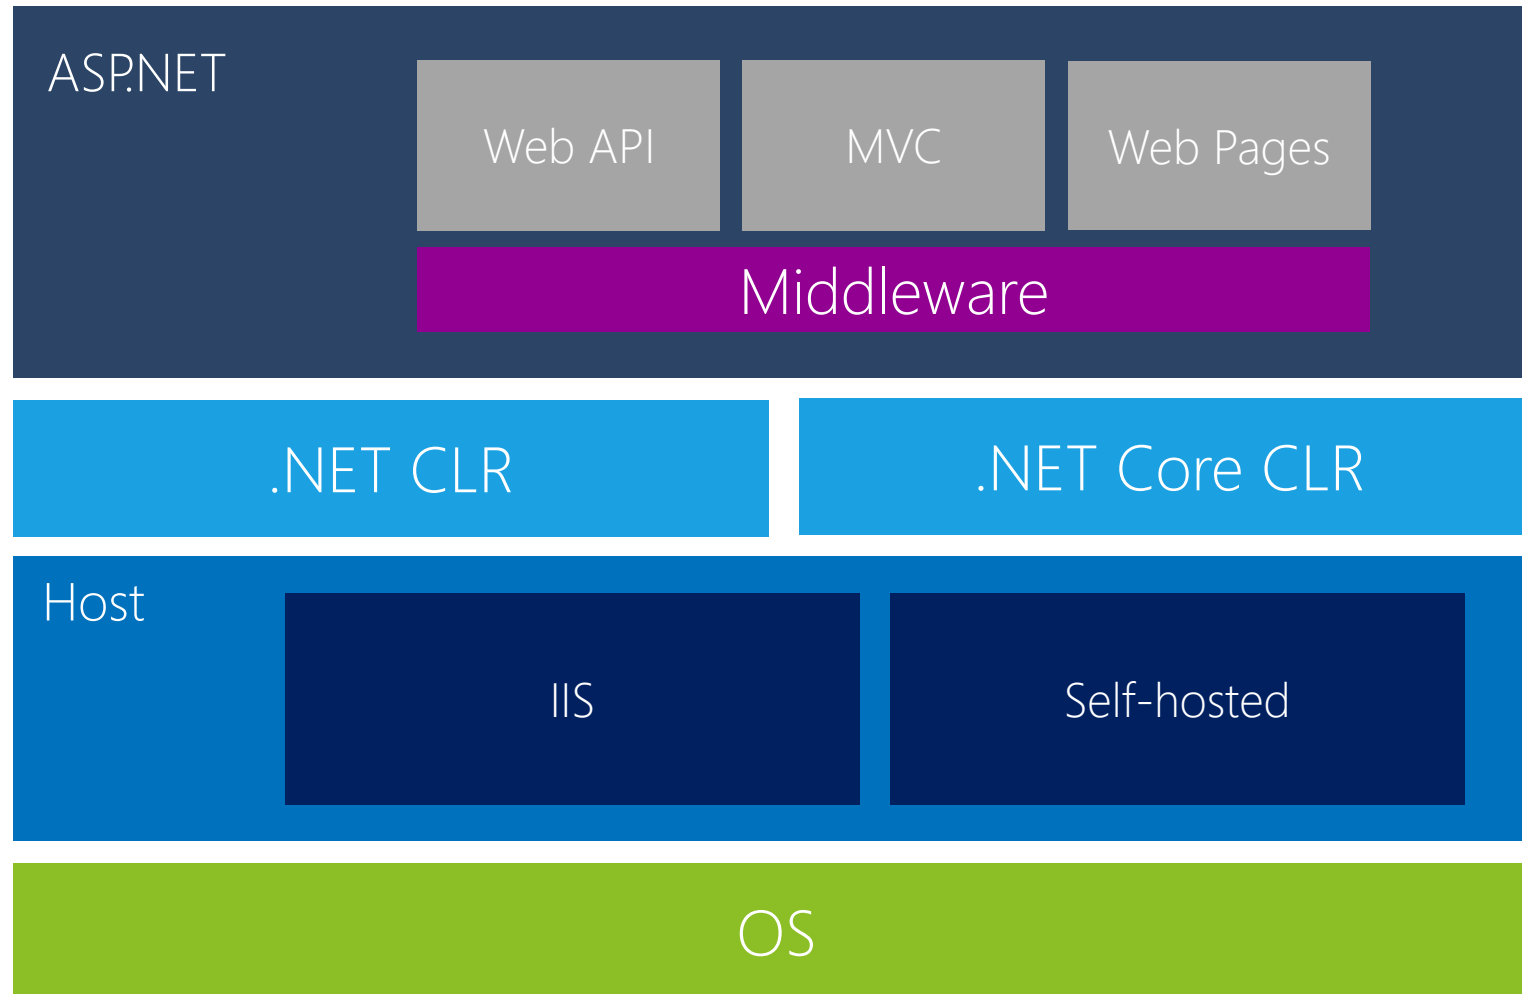 ASP.NET
Web API
MVC
Web Pages
Middleware
.NET CLR
.NET Core CLR
Host
IIS
Self-hosted
OS